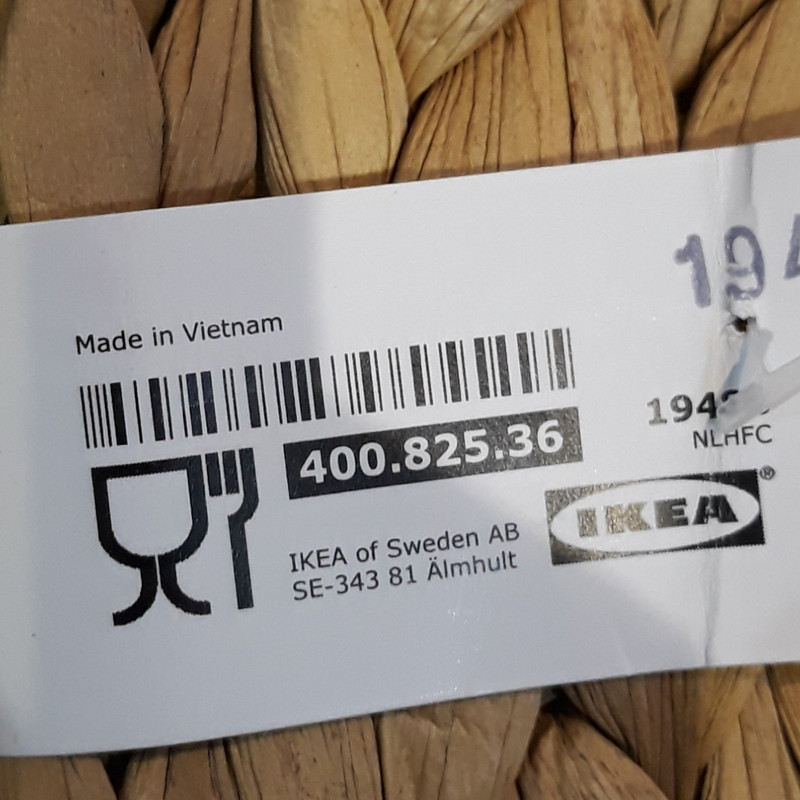 Made in Vietnam
400.825.36
NLHFC
IKEA of Sweden AB
SE-343 81 Älmhult
IKEA®